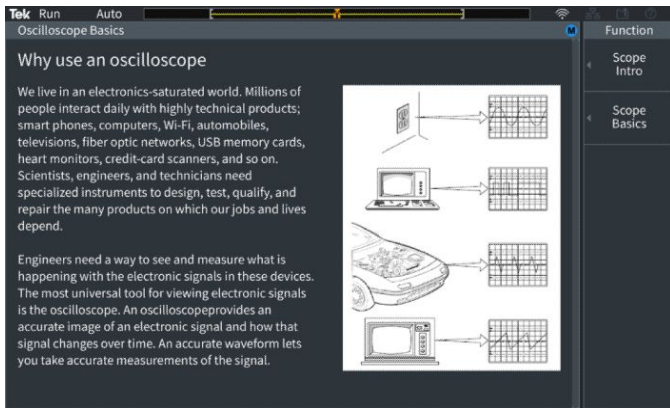 Tek Run Auto
Oscilloscope Basics
M
Function
Why use an oscilloscope
Scope
Intro
Scope
Basics
We live in an electronics-saturated world. Millions of
people interact daily with highly technical products;
smart phones, computers, Wi-Fi, automobiles,
televisions, fiber optic networks, USB memory cards,
heart monitors, credit-card scanners, and so on.
Scientists, engineers, and technicians need
specialized instruments to design, test, qualify, and
repair the many products on which our jobs and lives
depend.
Engineers need a way to see and measure what is
happening with the electronic signals in these devices.
The most universal tool for viewing electronic signals
is the oscilloscope. An oscilloscopeprovides an
accurate image of an electronic signal and how that
signal changes over time. An accurate waveform lets
you take accurate measurements of the signal.